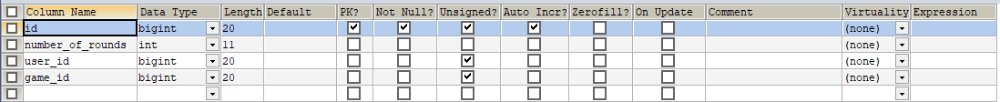 Column Name Data Type Length Default PK? Not Null? Unsigned? Auto Incr? Zerofill? On Update Comment Virtuality Expression
id bigint 20 (none)
number_of_rounds int 11 (none)
user_id bigint 20 (none)
game_id bigint 20 (none)